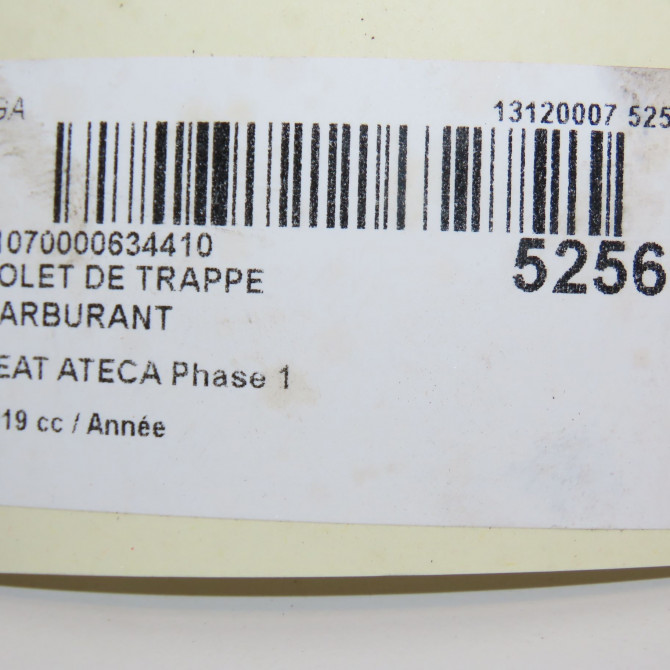 GA 13120007 525
1070000634410
OLET DE TRAPPE 5256
ARBURANT
EAT ATECA Phase 1
19 cc / Année